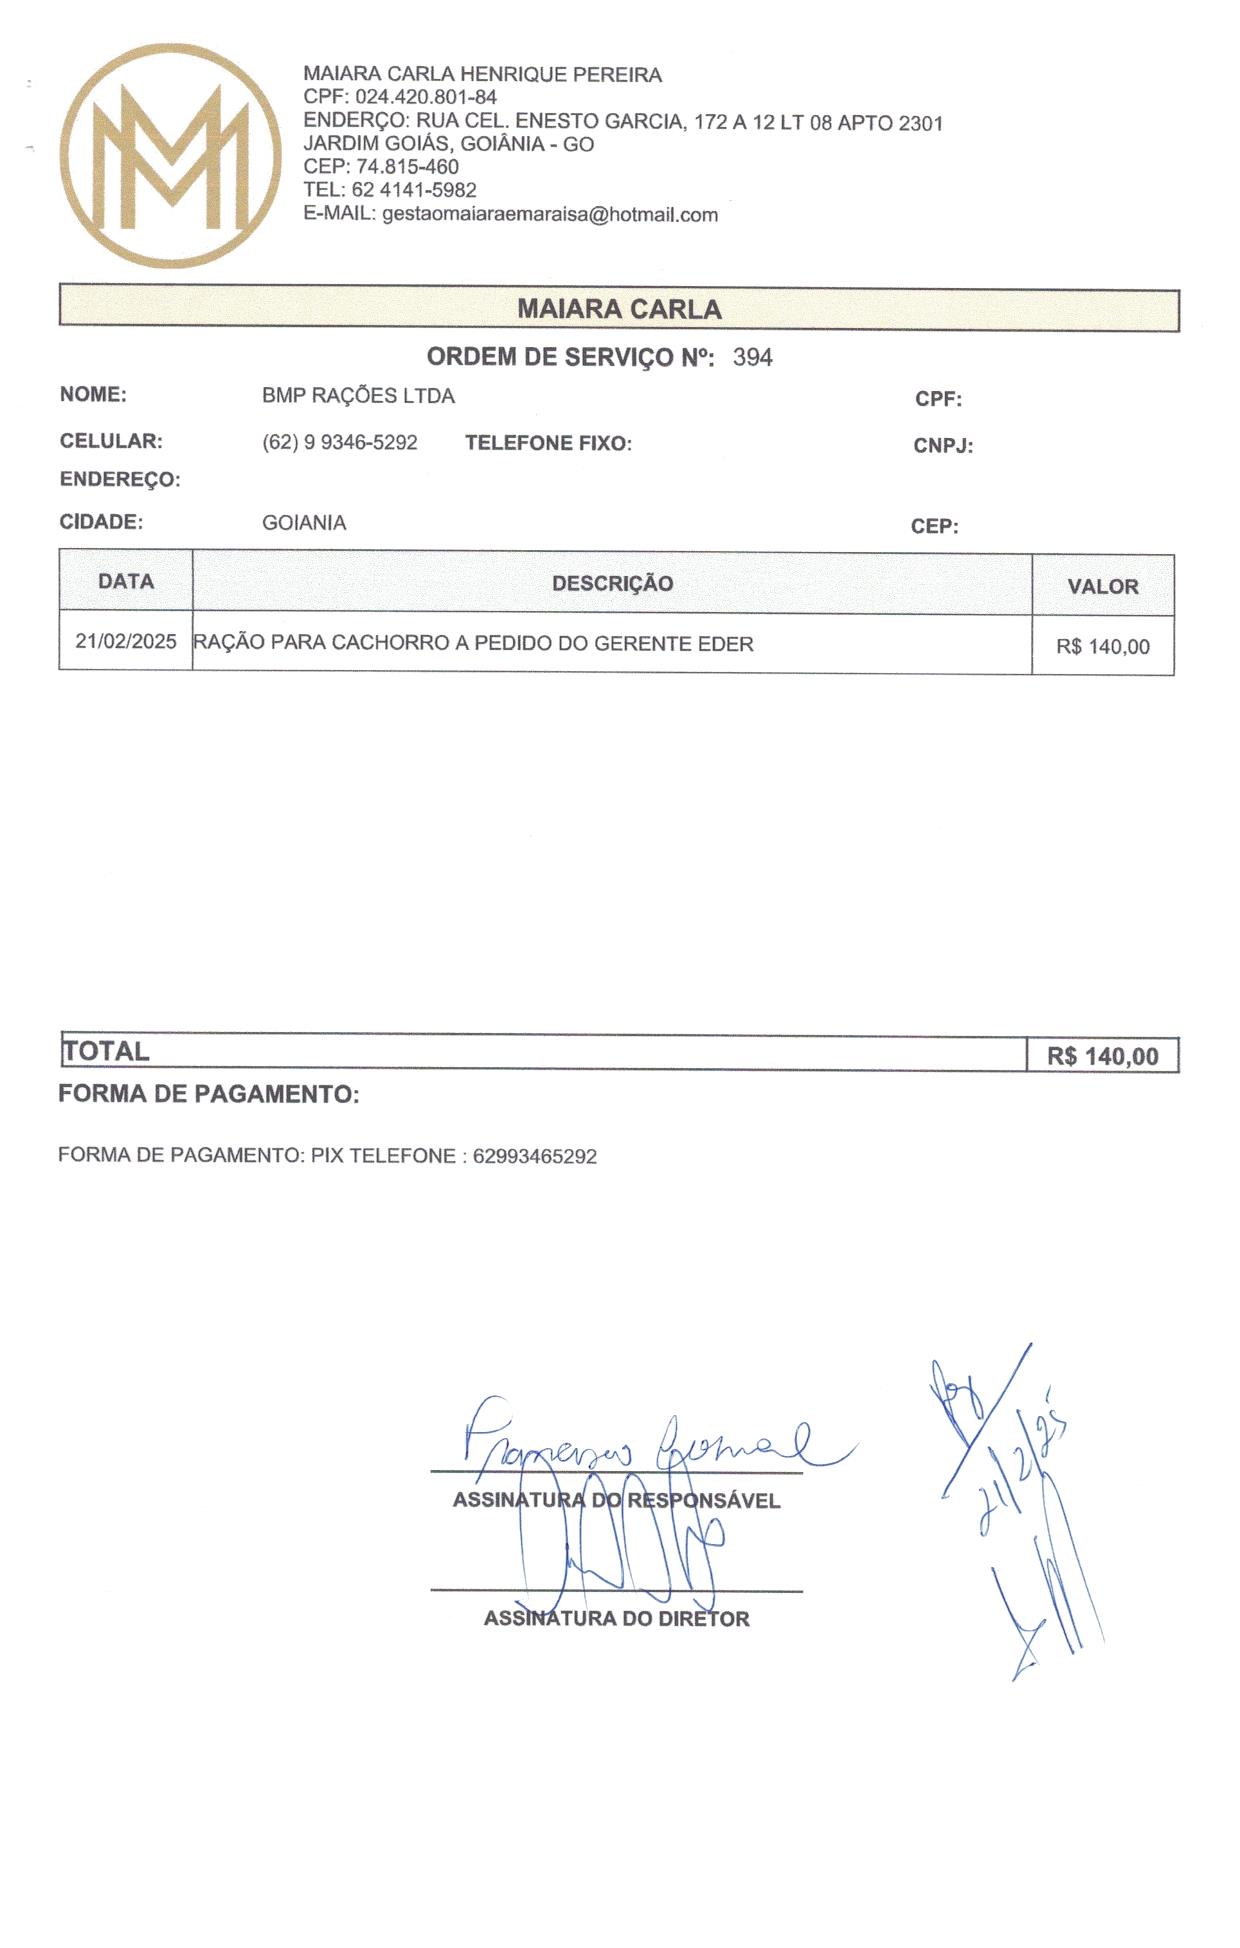 MAIARA CARLA HENRIQUE PEREIRA
CPF: 024.420.801-84
ENDERÇO: RUA CEL. ENESTO GARCIA, 172 A 12 LT 08 APTO 2301
JARDIM GOIÁS, GOIÂNIA - GO
CEP: 74.815-460
TEL: 62 4141-5982
E-MAIL: gestaomaiaraemaraisa@hotmail.com
MM
MAIARA CARLA
ORDEM DE SERVIÇO Nº: 394
NOME: BMP RAÇÕES LTDA CPF:
CELULAR: (62) 9 9346-5292 TELEFONE FIXO: CNPJ:
ENDEREÇO:
CIDADE: GOIANIA CEP:
DATA DESCRIÇÃO VALOR
21/02/2025 RAÇÃO PARA CACHORRO A PEDIDO DO GERENTE EDER R$ 140,00
TOTAL R$ 140,00
FORMA DE PAGAMENTO:
FORMA DE PAGAMENTO: PIX TELEFONE : 62993465292
21/2/25
ASSINATURA DO RESPONSÁVEL
ASSINATURA DO DIRETOR